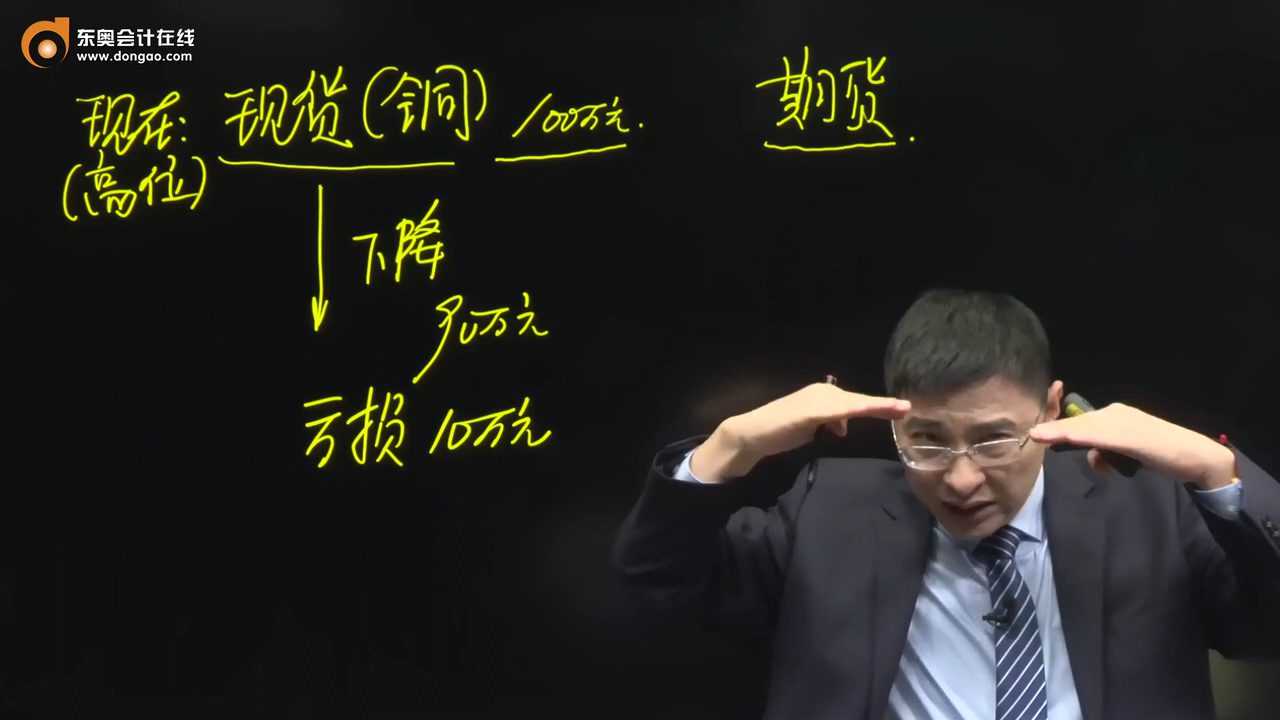 东奥会计在线
www.dongao.com
现在: 现货(铜) 100万元. 期货.
(高位)
下降
90万元
亏损 10万元